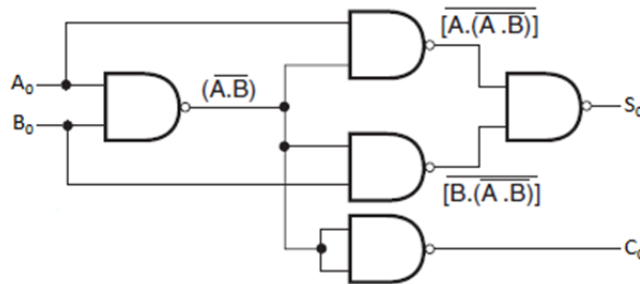 [A.(A̅ ̅.̅B̅)]
A₀
(A̅.̅B̅)
S₀
B₀
[B.(A̅ ̅.̅B̅)]
C₀